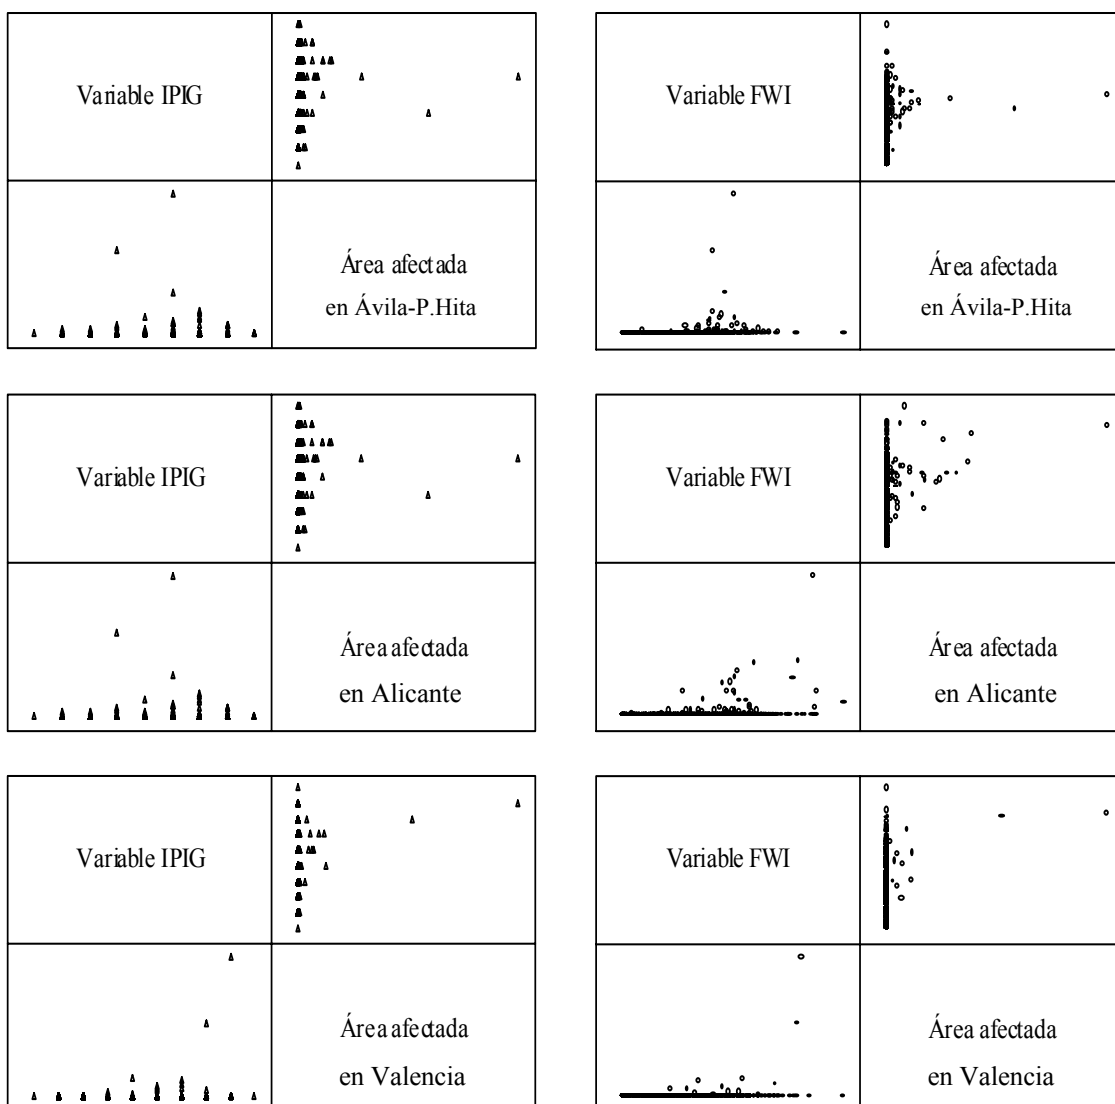 Variable IPIG
Variable FWI
Área afectada
en Ávila-P.Hita
Área afectada
en Ávila-P.Hita
Variable IPIG
Variable FWI
Área afectada
en Alicante
Área afectada
en Alicante
Variable IPIG
Variable FWI
Área afectada
en Valencia
Área afectada
en Valencia